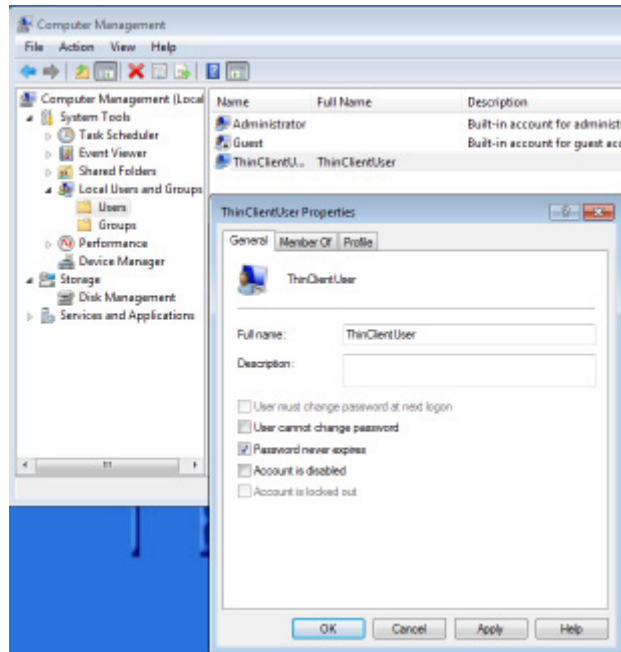 Computer Management
File Action View Help
Computer Management (Local
System Tools
Task Scheduler
Event Viewer
Shared Folders
Local Users and Groups
Users
Groups
Performance
Device Manager
Storage
Disk Management
Services and Applications
Name Full Name Description
Administrator Built-in account for administ
Guest Built-in account for guest acc
ThinClientU... ThinClientUser
ThinClientUser Properties
General Member Of Profile
ThinClientUser
Full name: ThinClientUser
Description:
User must change password at next logon
User cannot change password
Password never expires
Account is disabled
Account is locked out
OK Cancel Apply Help